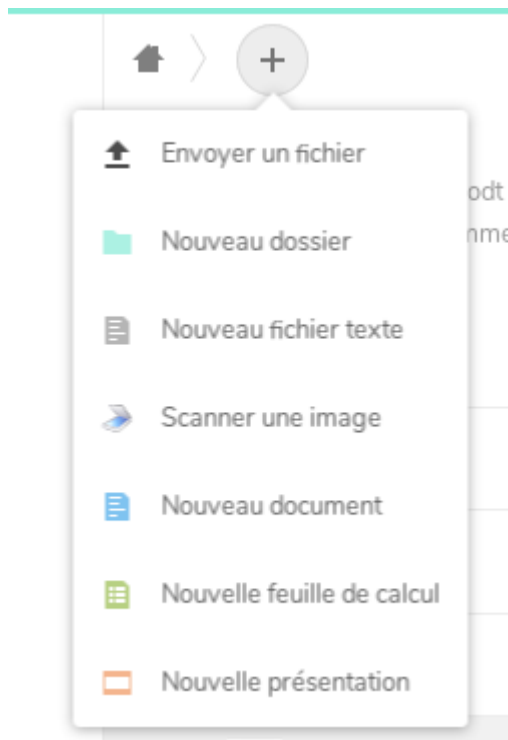 Envoyer un fichier
odt
Nouveau dossier
Nouveau fichier texte
Scanner une image
Nouveau document
Nouvelle feuille de calcul
Nouvelle présentation